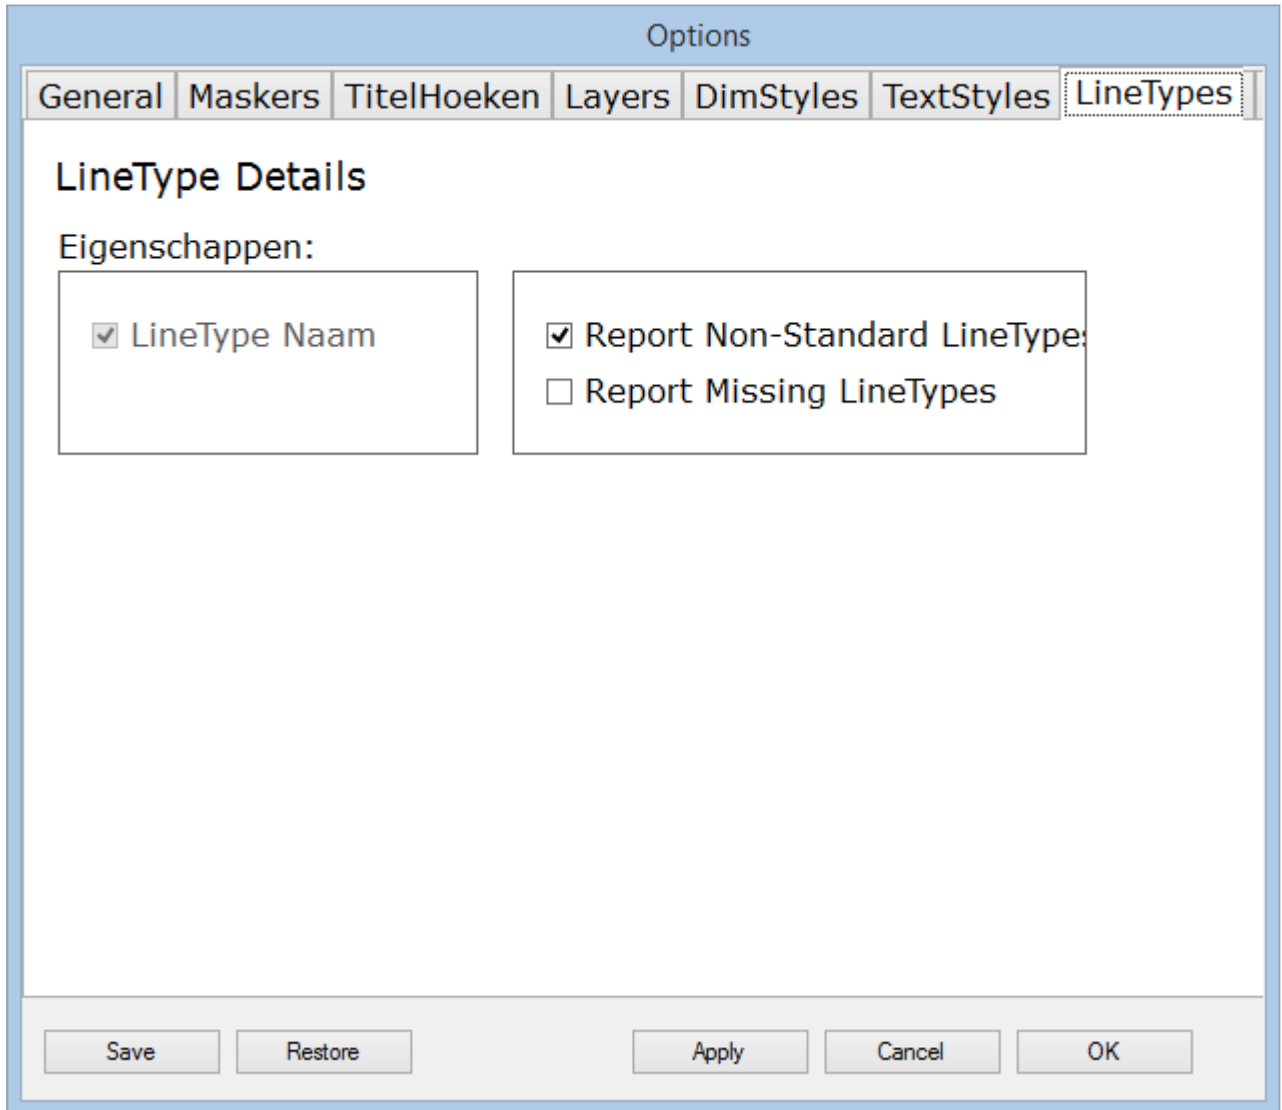 Options
General Maskers TitelHoeken Layers DimStyles TextStyles LineTypes
LineType Details
Eigenschappen:
LineType Naam
Report Non-Standard LineTypes
Report Missing LineTypes
Save Restore Apply Cancel OK